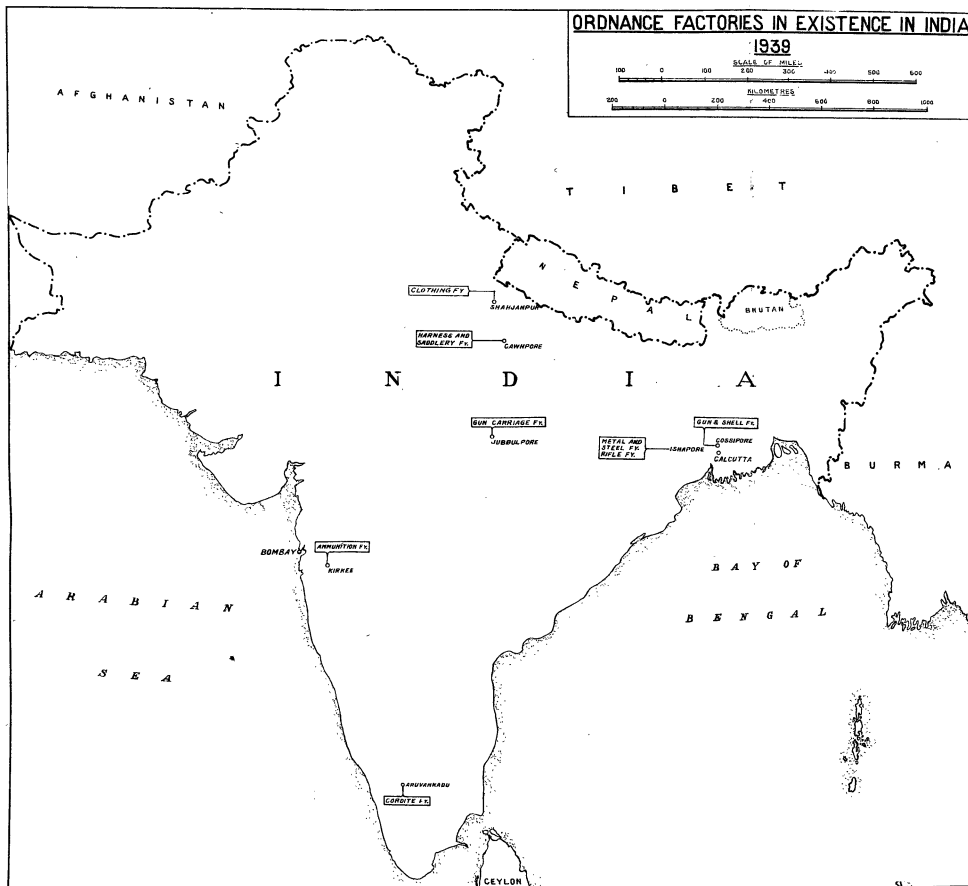 ORDNANCE FACTORIES IN EXISTENCE IN INDIA
1939
SCALE OF MILES
100 0 100 200 300 400 500 600
KILOMETRES
200 0 200 400 600 800 1000
AFGHANISTAN
TIBET
NEPAL
BHUTAN
CLOTHING FY
SHAHJANPUR
HARNESE AND
SADDLERY FY.
CAWNPORE
INDIA
GUN CARRIAGE FY.
JUBBULPORE
GUN & SHELL FY.
COSSIPORE
METAL AND
STEEL FY.
RIFLE FY.
ISHAPORE
CALCUTTA
BURMA
BOMBAY
AMMUNITION FY.
KIRKEE
BAY OF
BENGAL
ARABIAN
SEA
ARUVANKADU
CORDITE FY.
CEYLON